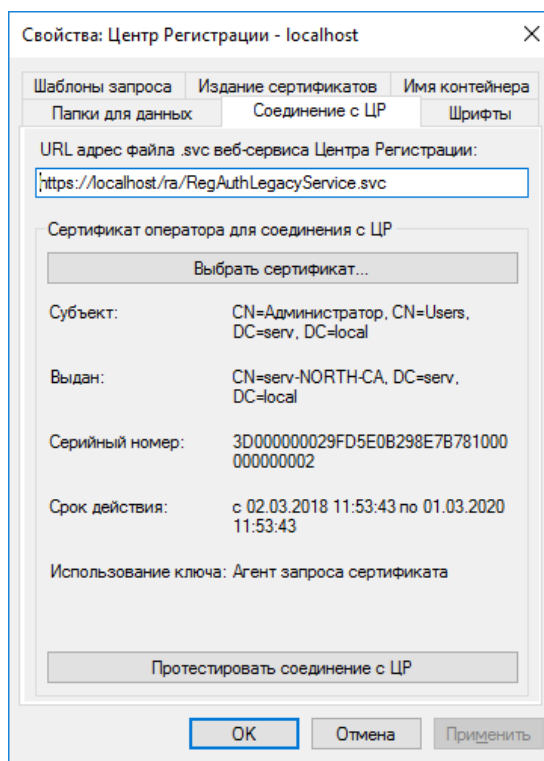 Свойства: Центр Регистрации - localhost
Шаблоны запроса Издание сертификатов Имя контейнера
Папки для данных Соединение с ЦР Шрифты
URL адрес файла .svc веб-сервиса Центра Регистрации:
https://localhost/ra/RegAuthLegacyService.svc
Сертификат оператора для соединения с ЦР
Выбрать сертификат...
Субъект: CN=Администратор, CN=Users,
DC=serv, DC=local
Выдан: CN=serv-NORTH-CA, DC=serv,
DC=local
Серийный номер: 3D000000029FD5E0B298E7B781000
000000002
Срок действия: с 02.03.2018 11:53:43 по 01.03.2020
11:53:43
Использование ключа: Агент запроса сертификата
Протестировать соединение с ЦР
OK Отмена Применить